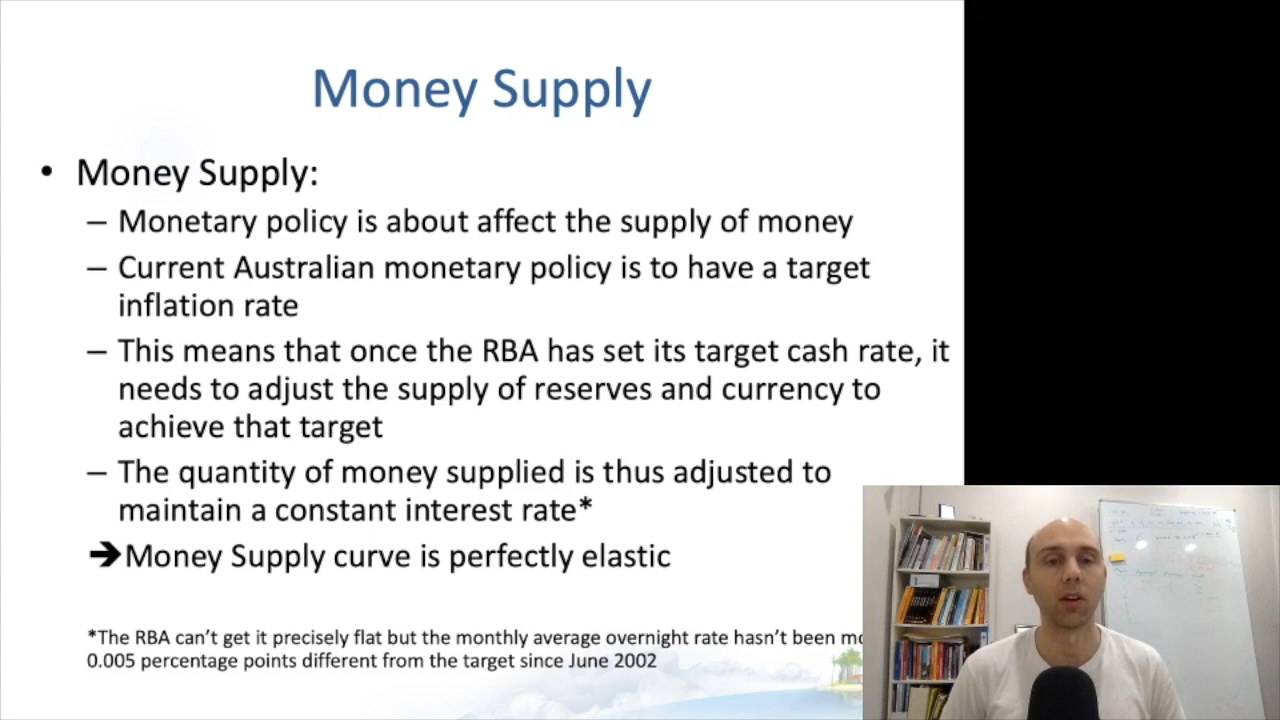 Money Supply
• Money Supply:
– Monetary policy is about affect the supply of money
– Current Australian monetary policy is to have a target
inflation rate
– This means that once the RBA has set its target cash rate, it
needs to adjust the supply of reserves and currency to
achieve that target
– The quantity of money supplied is thus adjusted to
maintain a constant interest rate*
➔Money Supply curve is perfectly elastic
*The RBA can’t get it precisely flat but the monthly average overnight rate hasn’t been
0.005 percentage points different from the target since June 2002